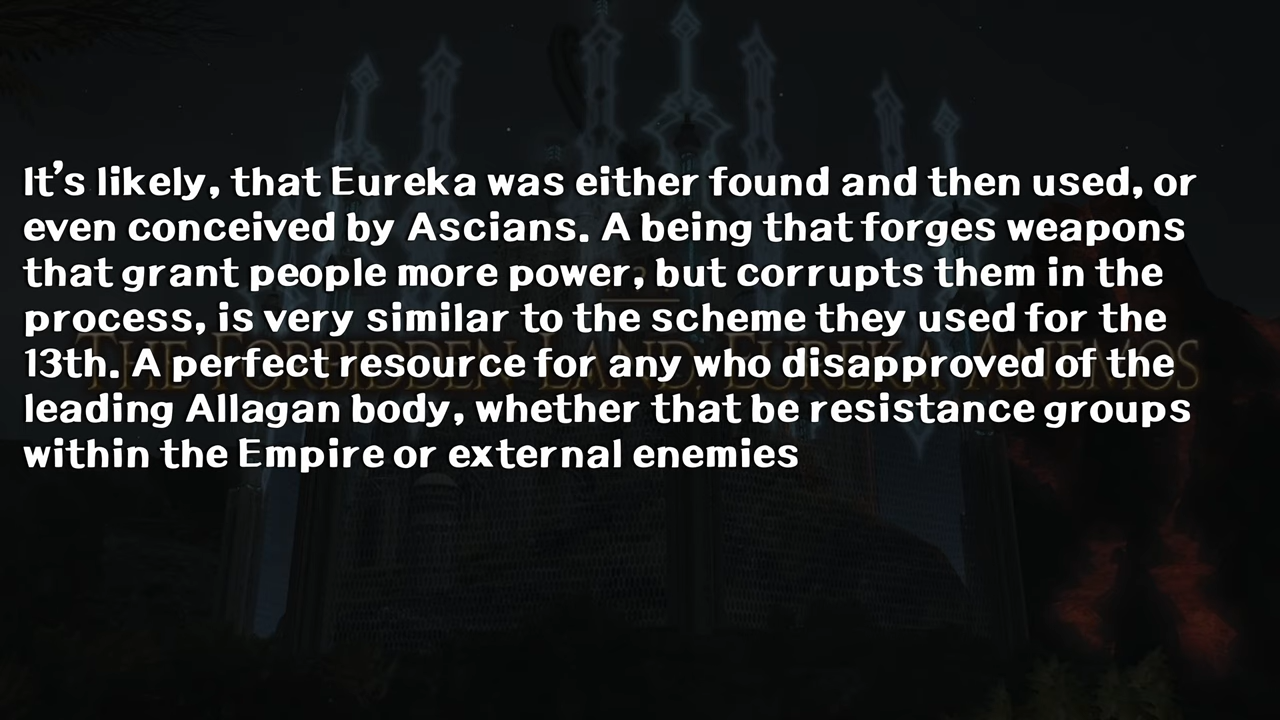 It's likely, that Eureka was either found and then used, or
even conceived by Ascians. A being that forges weapons
that grant people more power, but corrupts them in the
process, is very similar to the scheme they used for the
13th. A perfect resource for any who disapproved of the
leading Allagan body, whether that be resistance groups
within the Empire or external enemies
The Forbidden Land, Eureka Anemos